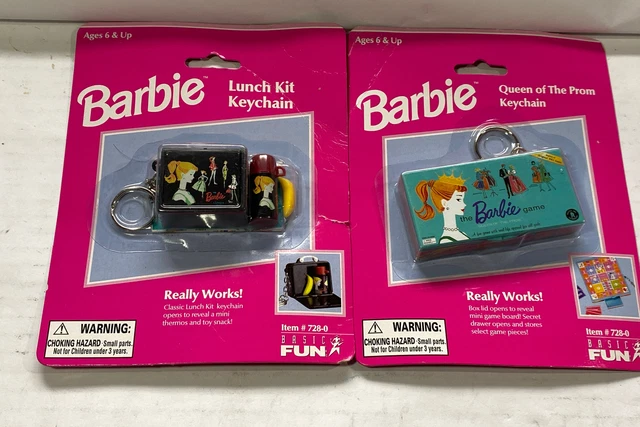 Ages 6 & Up
Barbie
Lunch Kit
Keychain
Barbie
Really Works!
Classic Lunch Kit keychain
opens to reveal a mini
thermos and toy snack!
WARNING:
CHOKING HAZARD -Small parts.
Not for Children under 3 years.
Item # 728-0
BASIC
FUN
Ages 6 & Up
Barbie
Queen of The Prom
Keychain
the Barbie game
Really Works!
Box lid opens to reveal
mini game board! Secret
drawer opens and stores
select game pieces!
WARNING:
CHOKING HAZARD -Small parts.
Not for Children under 3 years.
Item # 728-0
BASIC
FUN